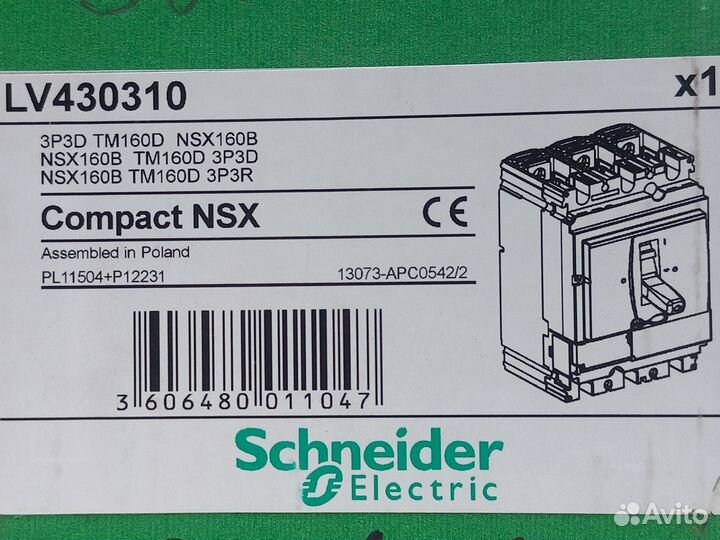 LV430310 x1
3P3D TM160D NSX160B
NSX160B TM160D 3P3D
NSX160B TM160D 3P3R
Compact NSX CE
Assembled in Poland
PL11504+P12231 13073-APC0542/2
3 606480 011047
Schneider
Electric
Avito